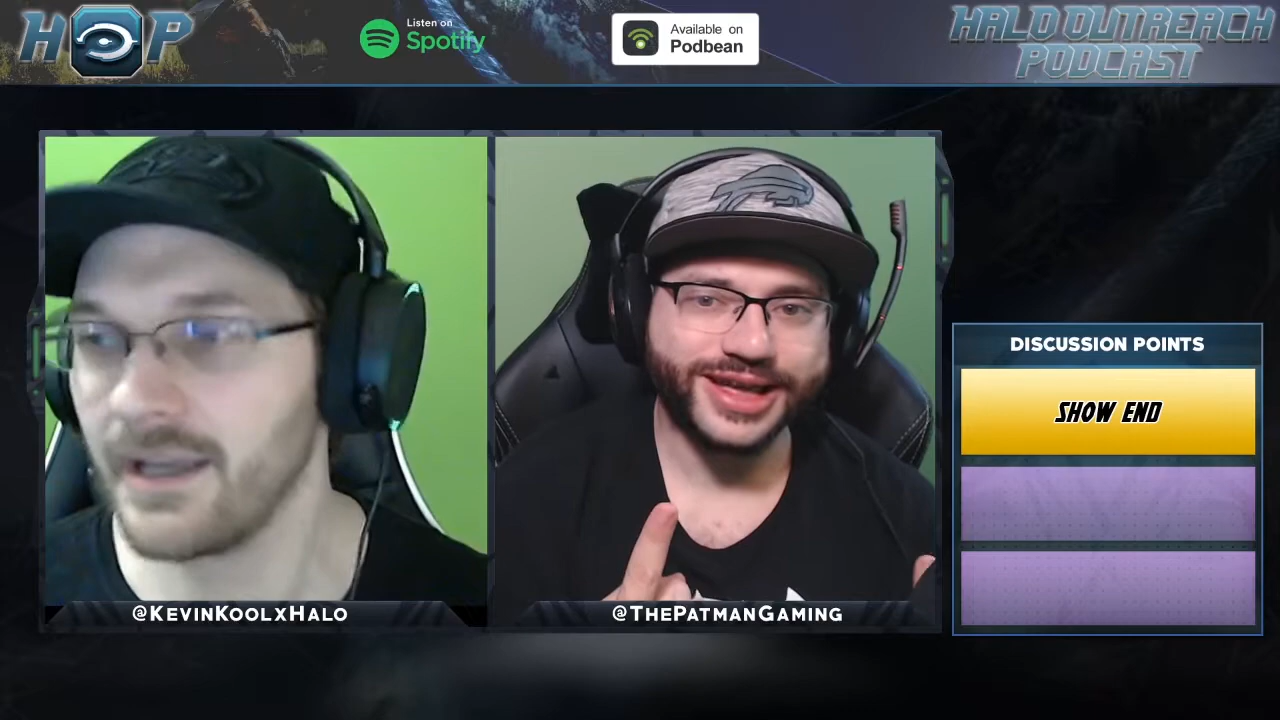 HOP
Listen on
Spotify
Available on
Podbean
HALO OUTREACH
PODCAST
DISCUSSION POINTS
SHOW END
@KEVINKOOLXHALO
@THEPATMANGAMING